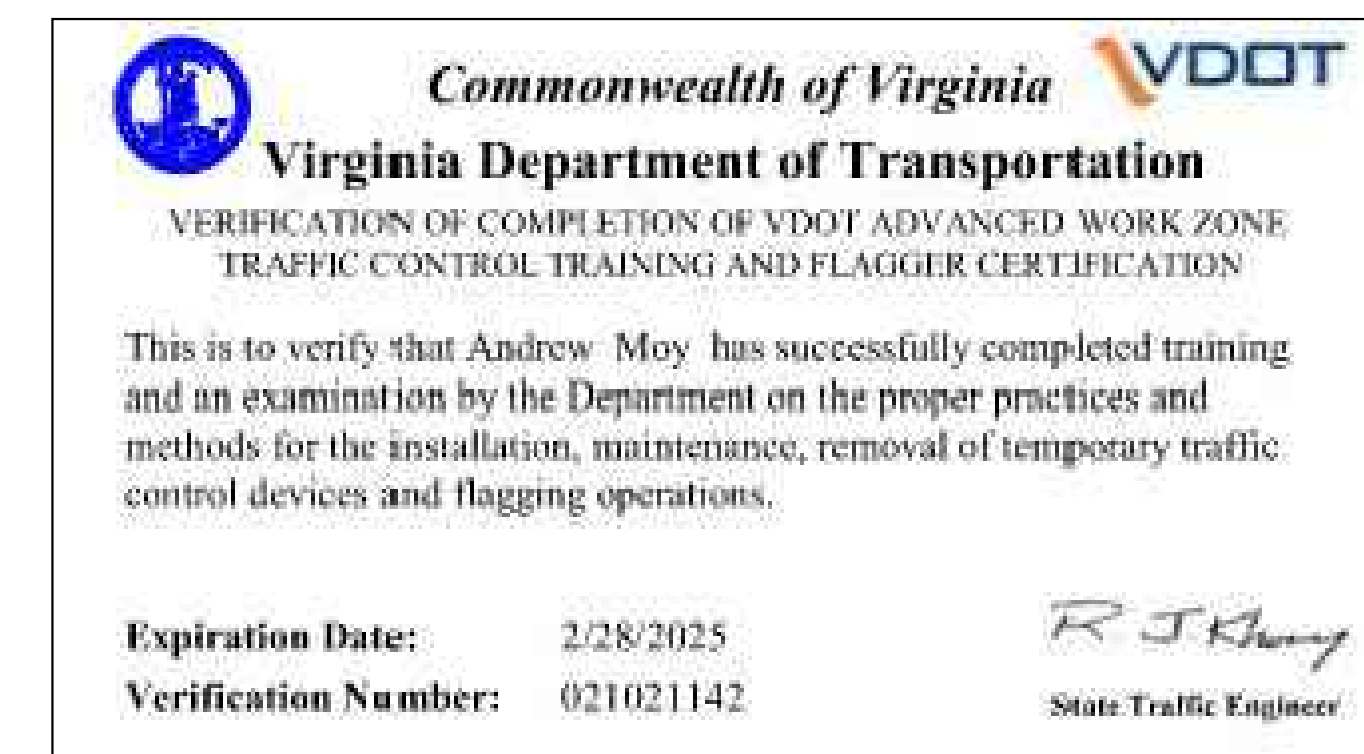 Commonwealth of Virginia
VDOT
Virginia Department of Transportation
VERIFICATION OF COMPLETION OF VDOT ADVANCED WORK ZONE
TRAFFIC CONTROL TRAINING AND FLAGGER CERTIFICATION
This is to verify that Andrew Moy has successfully completed training
and an examination by the Department on the proper practices and
methods for the installation, maintenance, removal of temporary traffic
control devices and flagging operations.
Expiration Date: 2/28/2025
Verification Number: 021021142
R J
State Traffic Engineer